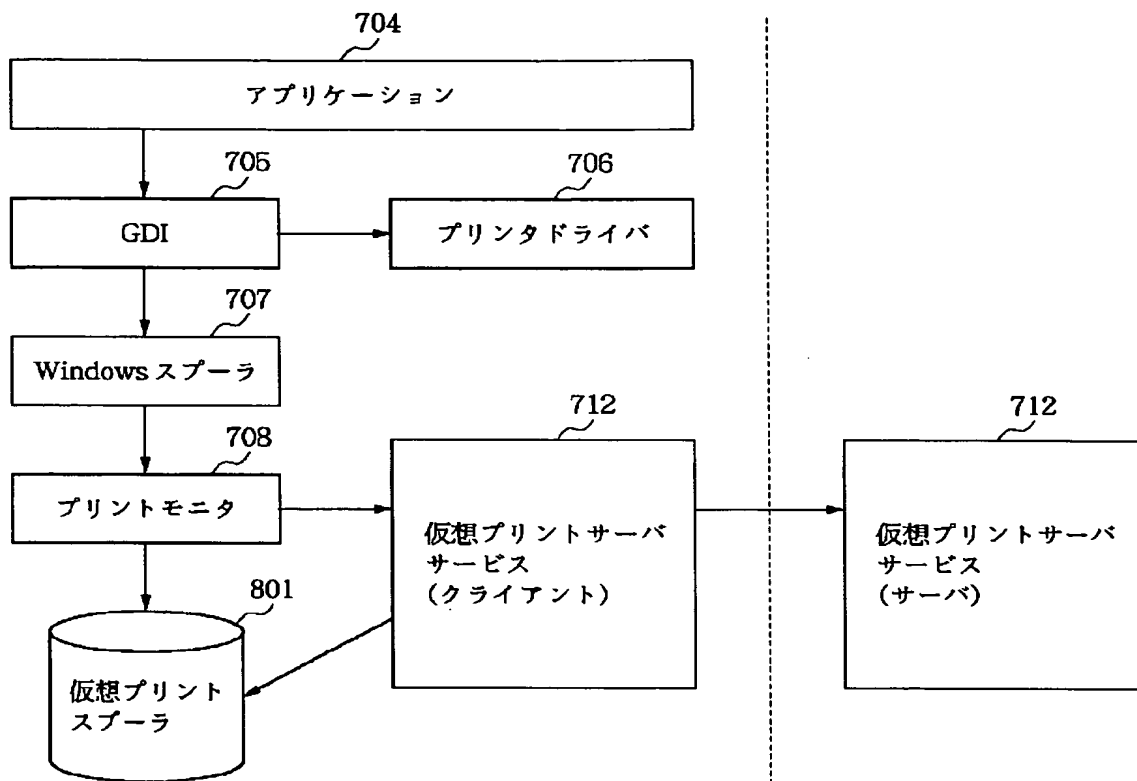 704
アプリケーション
705
GDI
706
プリンタドライバ
707
Windowsスプーラ
708
プリントモニタ
712
仮想プリントサーバ
サービス
(クライアント)
712
仮想プリントサーバ
サービス
(サーバ)
801
仮想プリント
スプーラ